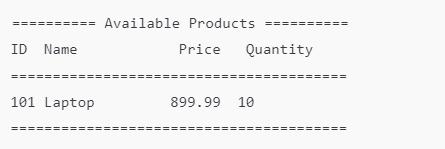 ========== Available Products ==========
ID  Name            Price   Quantity
========================================
101 Laptop         899.99  10
========================================